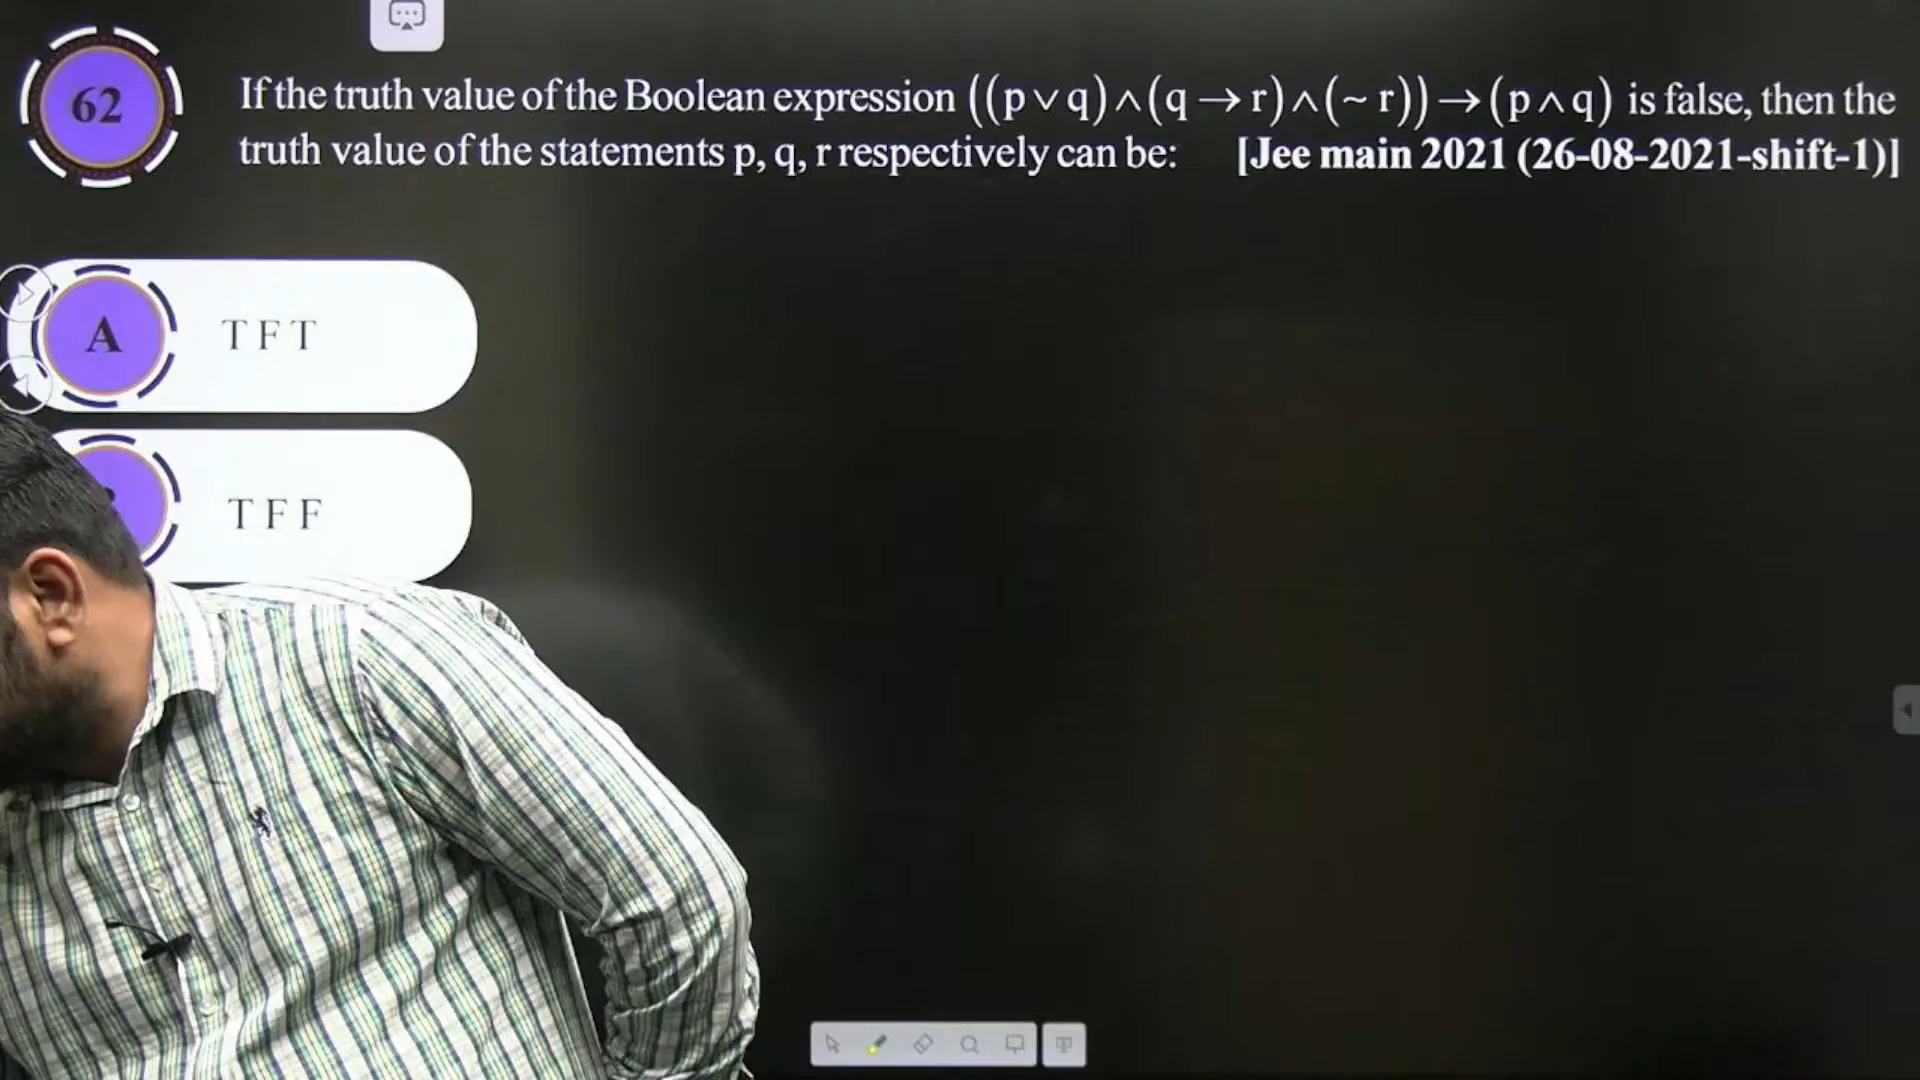 62
If the truth value of the Boolean expression ((p∨q)∧(q→r)∧(~r))→(p∧q) is false, then the
truth value of the statements p, q, r respectively can be: [Jee main 2021 (26-08-2021-shift-1)]
A T F T
T F F